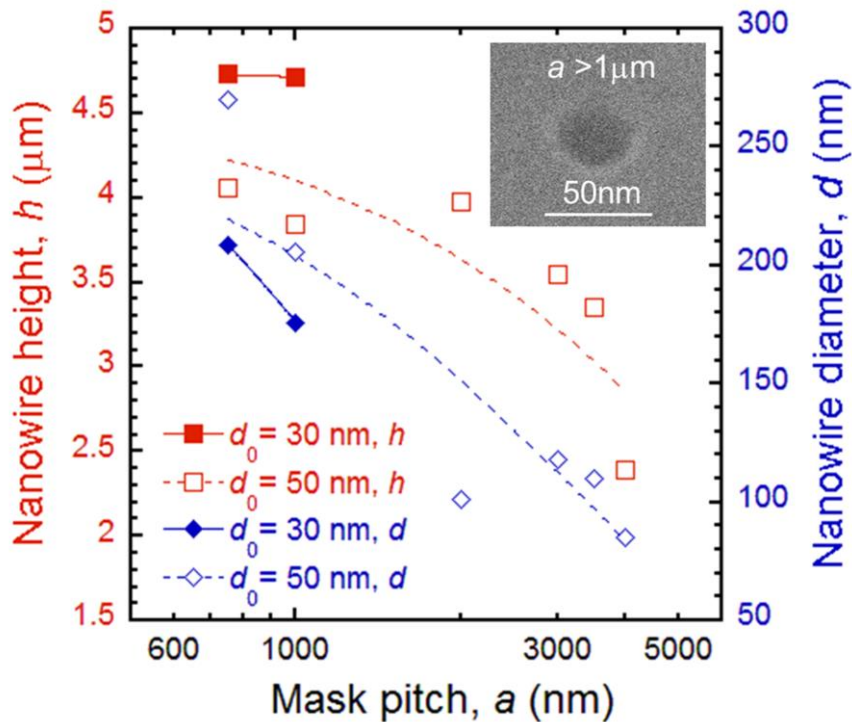 Nanowire height, h (μm)
5
4.5
4
3.5
3
2.5
2
1.5
a >1μm
50nm
d0= 30 nm, h
d0= 50 nm, h
d0= 30 nm, d
d0= 50 nm, d
300
250
200
150
100
50
Nanowire diameter, d (nm)
600
1000
3000
5000
Mask pitch, a (nm)